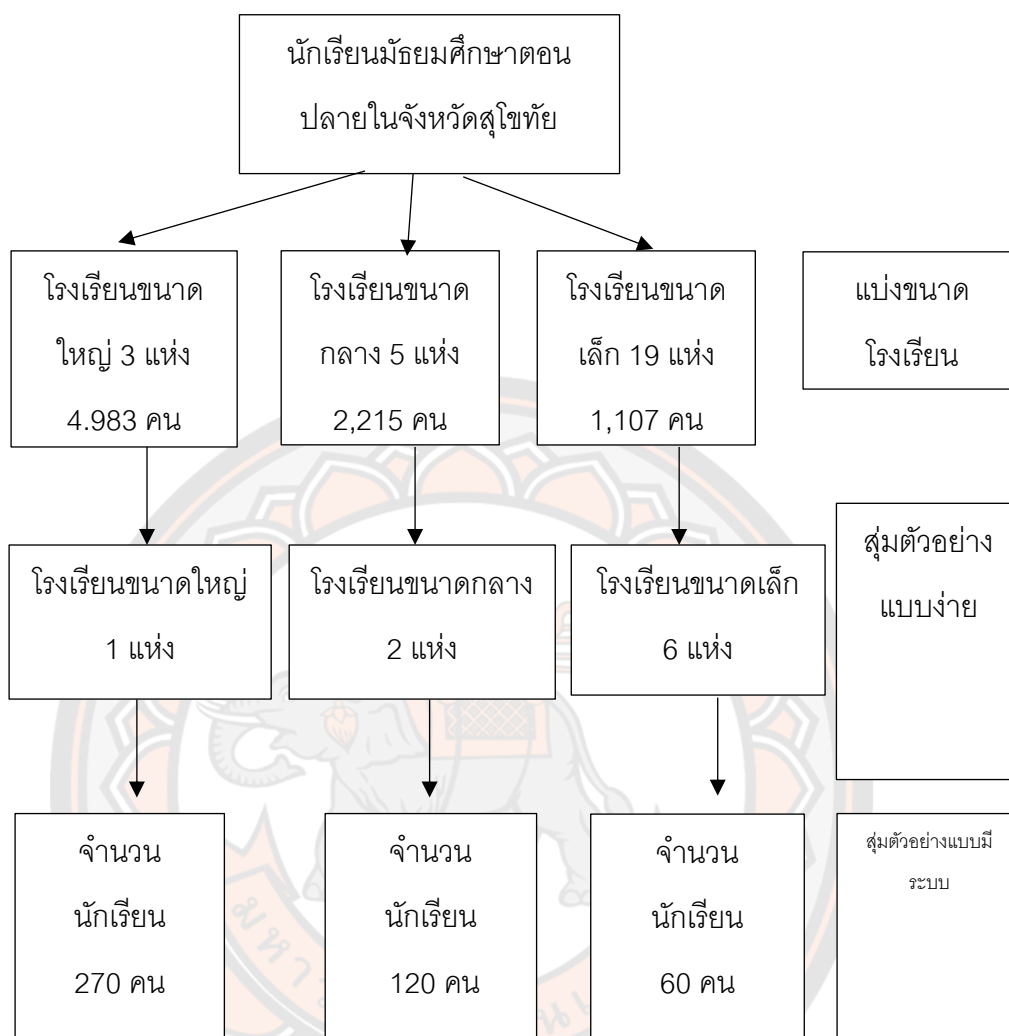 นักเรียนมัธยมศึกษาตอน
ปลายในจังหวัดสุโขทัย
โรงเรียนขนาด
ใหญ่ 3 แห่ง
4.983 คน
โรงเรียนขนาด
กลาง 5 แห่ง
2,215 คน
โรงเรียนขนาด
เล็ก 19 แห่ง
1,107 คน
แบ่งขนาด
โรงเรียน
โรงเรียนขนาดใหญ่
1 แห่ง
โรงเรียนขนาดกลาง
2 แห่ง
โรงเรียนขนาดเล็ก
6 แห่ง
สุ่มตัวอย่าง
แบบง่าย
จำนวน
นักเรียน
270 คน
จำนวน
นักเรียน
120 คน
จำนวน
นักเรียน
60 คน
สุ่มตัวอย่างแบบมี
ระบบ